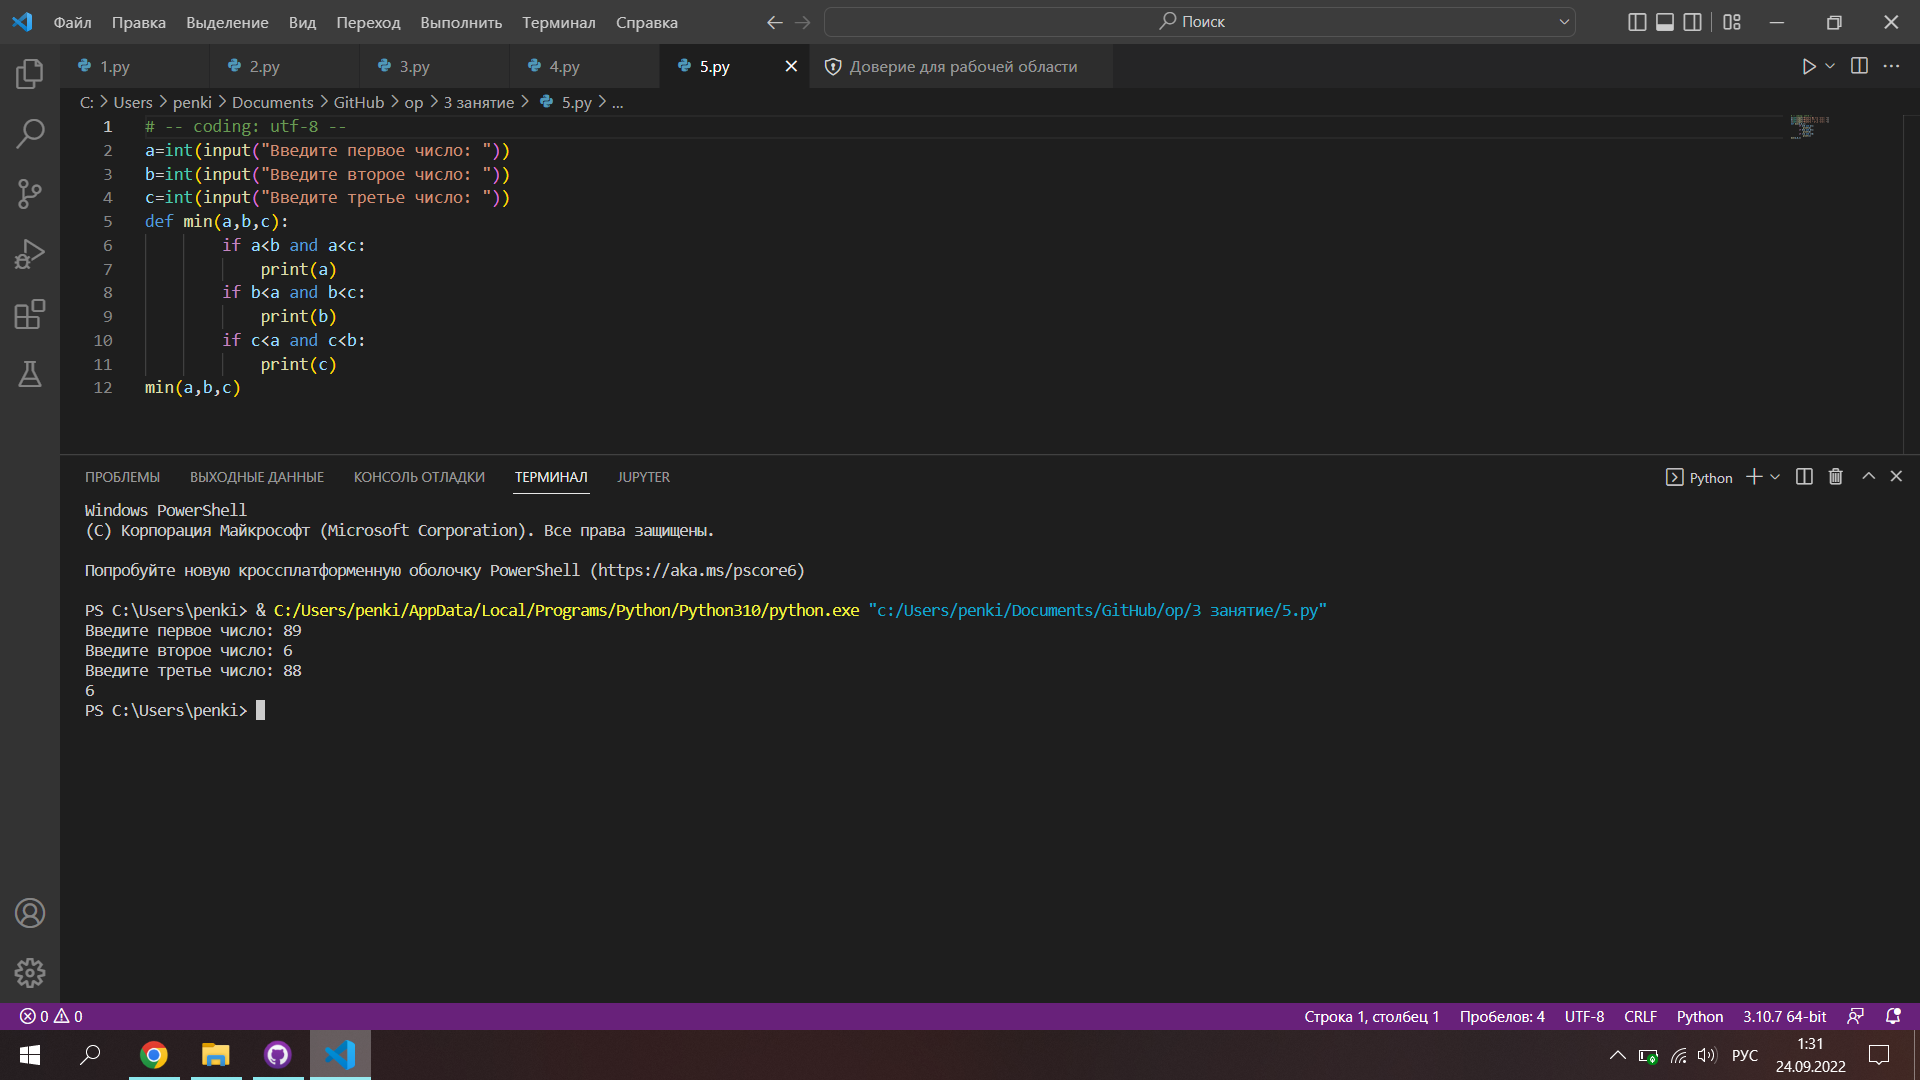 Файл Правка Выделение Вид Переход Выполнить Терминал Справка Поиск
1.py 2.py 3.py 4.py 5.py Доверие для рабочей области
C: > Users > penki > Documents > GitHub > op > 3 занятие > 5.py > ...
1 # -- coding: utf-8 --
2 a=int(input("Введите первое число: "))
3 b=int(input("Введите второе число: "))
4 c=int(input("Введите третье число: "))
5 def min(a,b,c):
6         if a<b and a<c:
7             print(a)
8         if b<a and b<c:
9             print(b)
10         if c<a and c<b:
11             print(c)
12 min(a,b,c)
ПРОБЛЕМЫ ВЫХОДНЫЕ ДАННЫЕ КОНСОЛЬ ОТЛАДКИ ТЕРМИНАЛ JUPYTER Python
Windows PowerShell
(C) Корпорация Майкрософт (Microsoft Corporation). Все права защищены.
Попробуйте новую кроссплатформенную оболочку PowerShell (https://aka.ms/pscore6)
PS C:\Users\penki> & C:/Users/penki/AppData/Local/Programs/Python/Python310/python.exe "c:/Users/penki/Documents/GitHub/op/3 занятие/5.py"
Введите первое число: 89
Введите второе число: 6
Введите третье число: 88
6
PS C:\Users\penki>
0 0 Строка 1, столбец 1 Пробелов: 4 UTF-8 CRLF Python 3.10.7 64-bit
РУС 1:31
24.09.2022